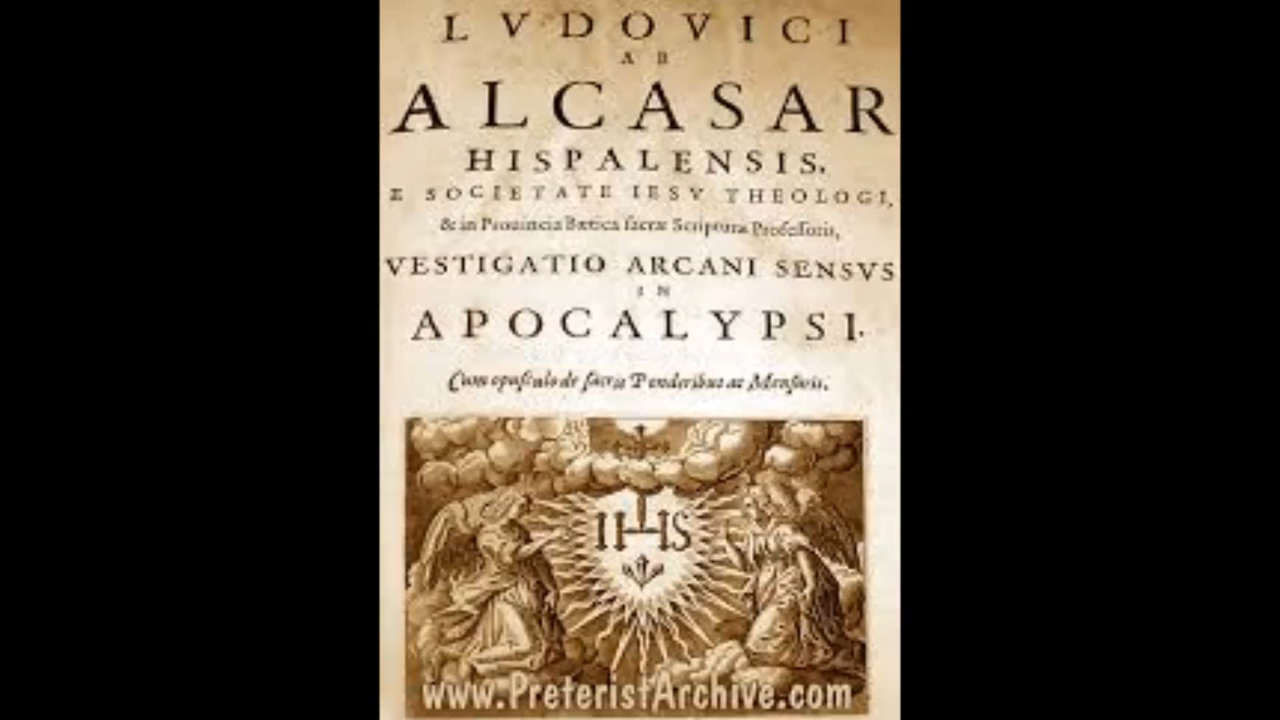 LVDOVICI
AB
ALCASAR
HISPALENSIS,
E SOCIETATE IESV THEOLOGI,
& in Prouincia Bætica sacræ Scripturæ Professoris,
VESTIGATIO ARCANI SENSVS
IN
APOCALYPSI.
Cum opusculo de sacris Ponderibus ac Mensuris.
IHS
www.PreteristArchive.com